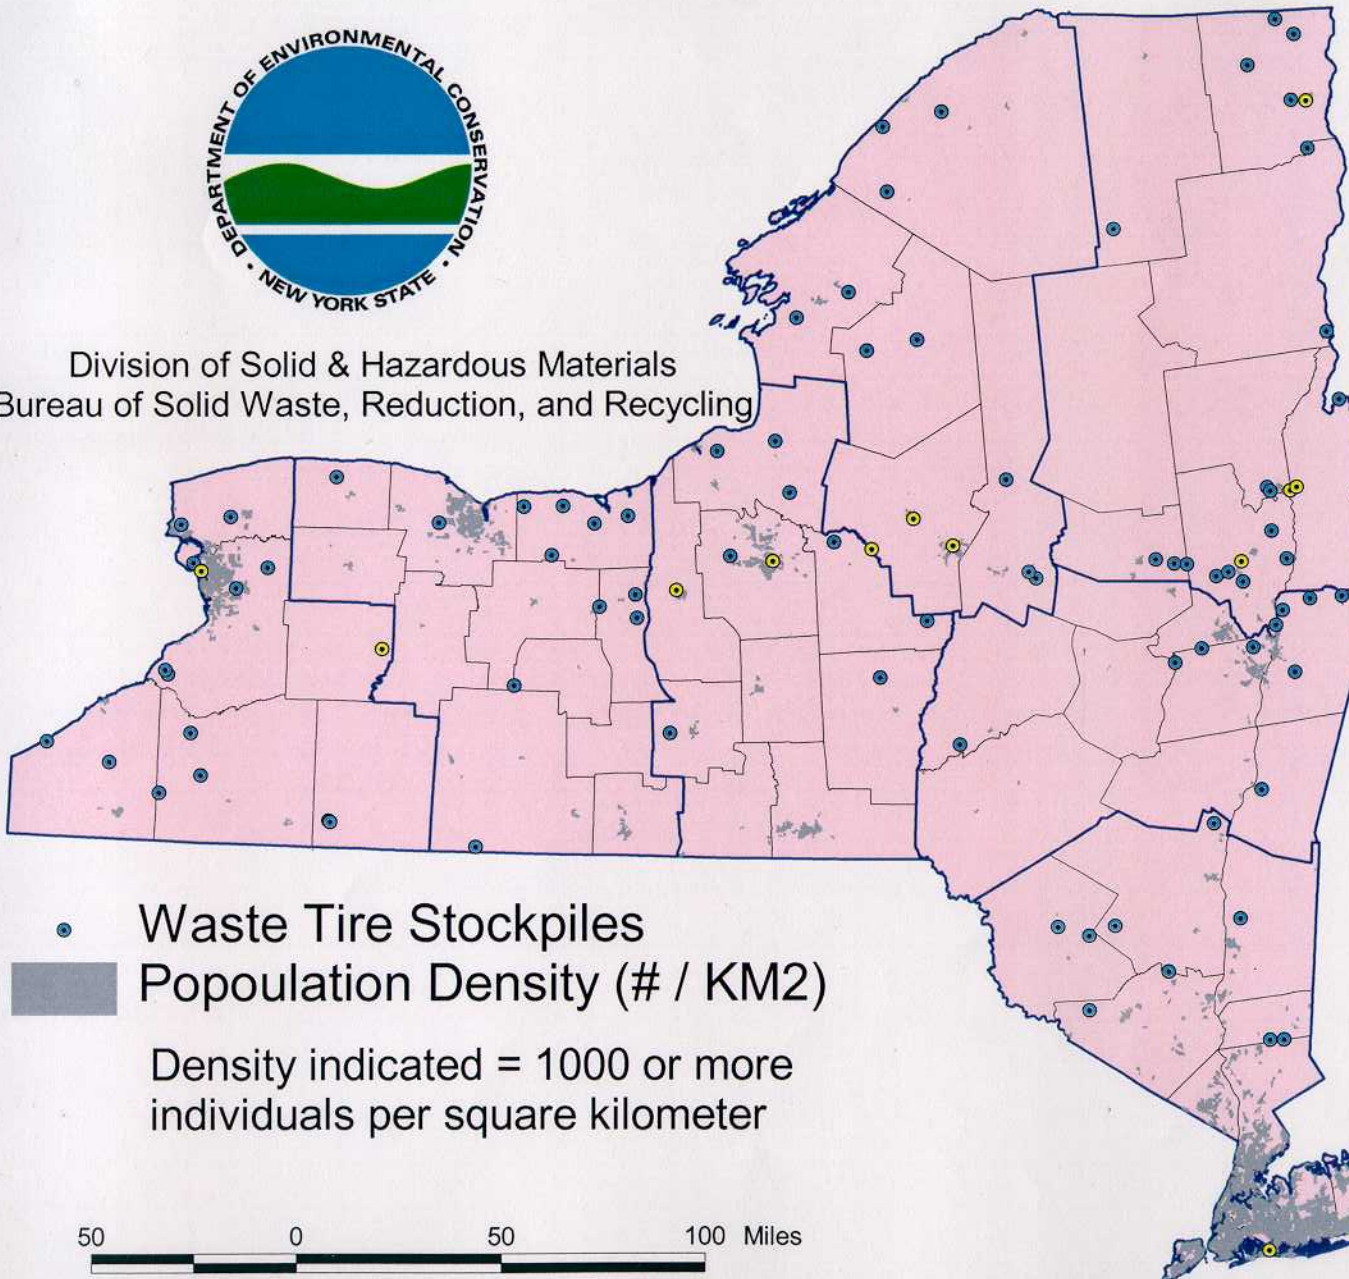 DEPARTMENT OF ENVIRONMENTAL CONSERVATION
• NEW YORK STATE •
Division of Solid & Hazardous Materials
Bureau of Solid Waste, Reduction, and Recycling
Waste Tire Stockpiles
Popoulation Density (# / KM2)
Density indicated = 1000 or more
individuals per square kilometer
50 0 50 100 Miles